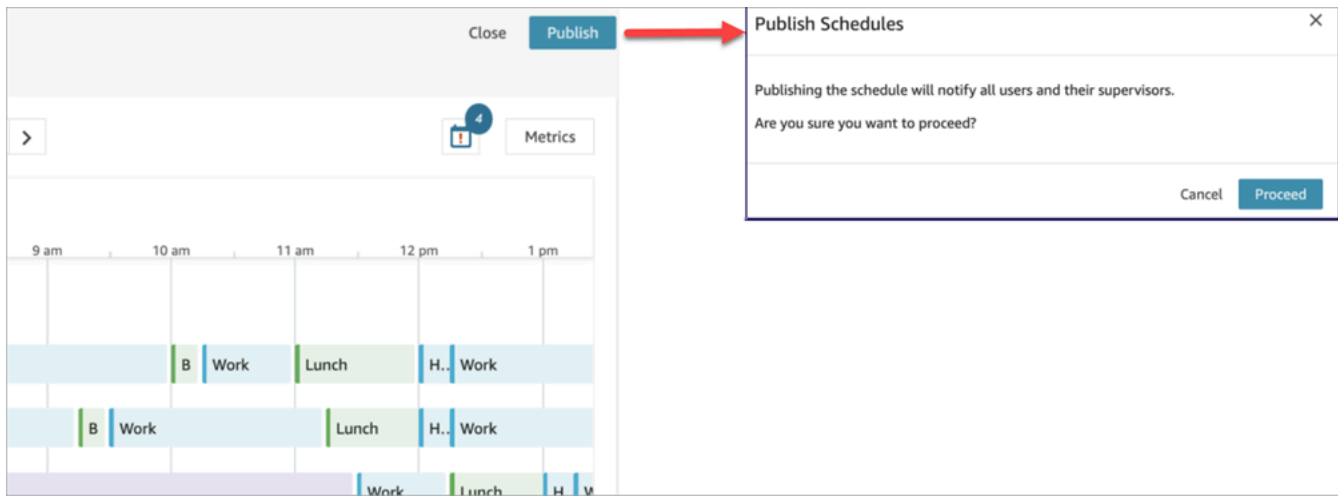 Close Publish
Publish Schedules
Publishing the schedule will notify all users and their supervisors.
Are you sure you want to proceed?
Cancel Proceed
4
! Metrics
9 am 10 am 11 am 12 pm 1 pm
B Work Lunch H.. Work
B Work Lunch H.. Work
Work Lunch H W